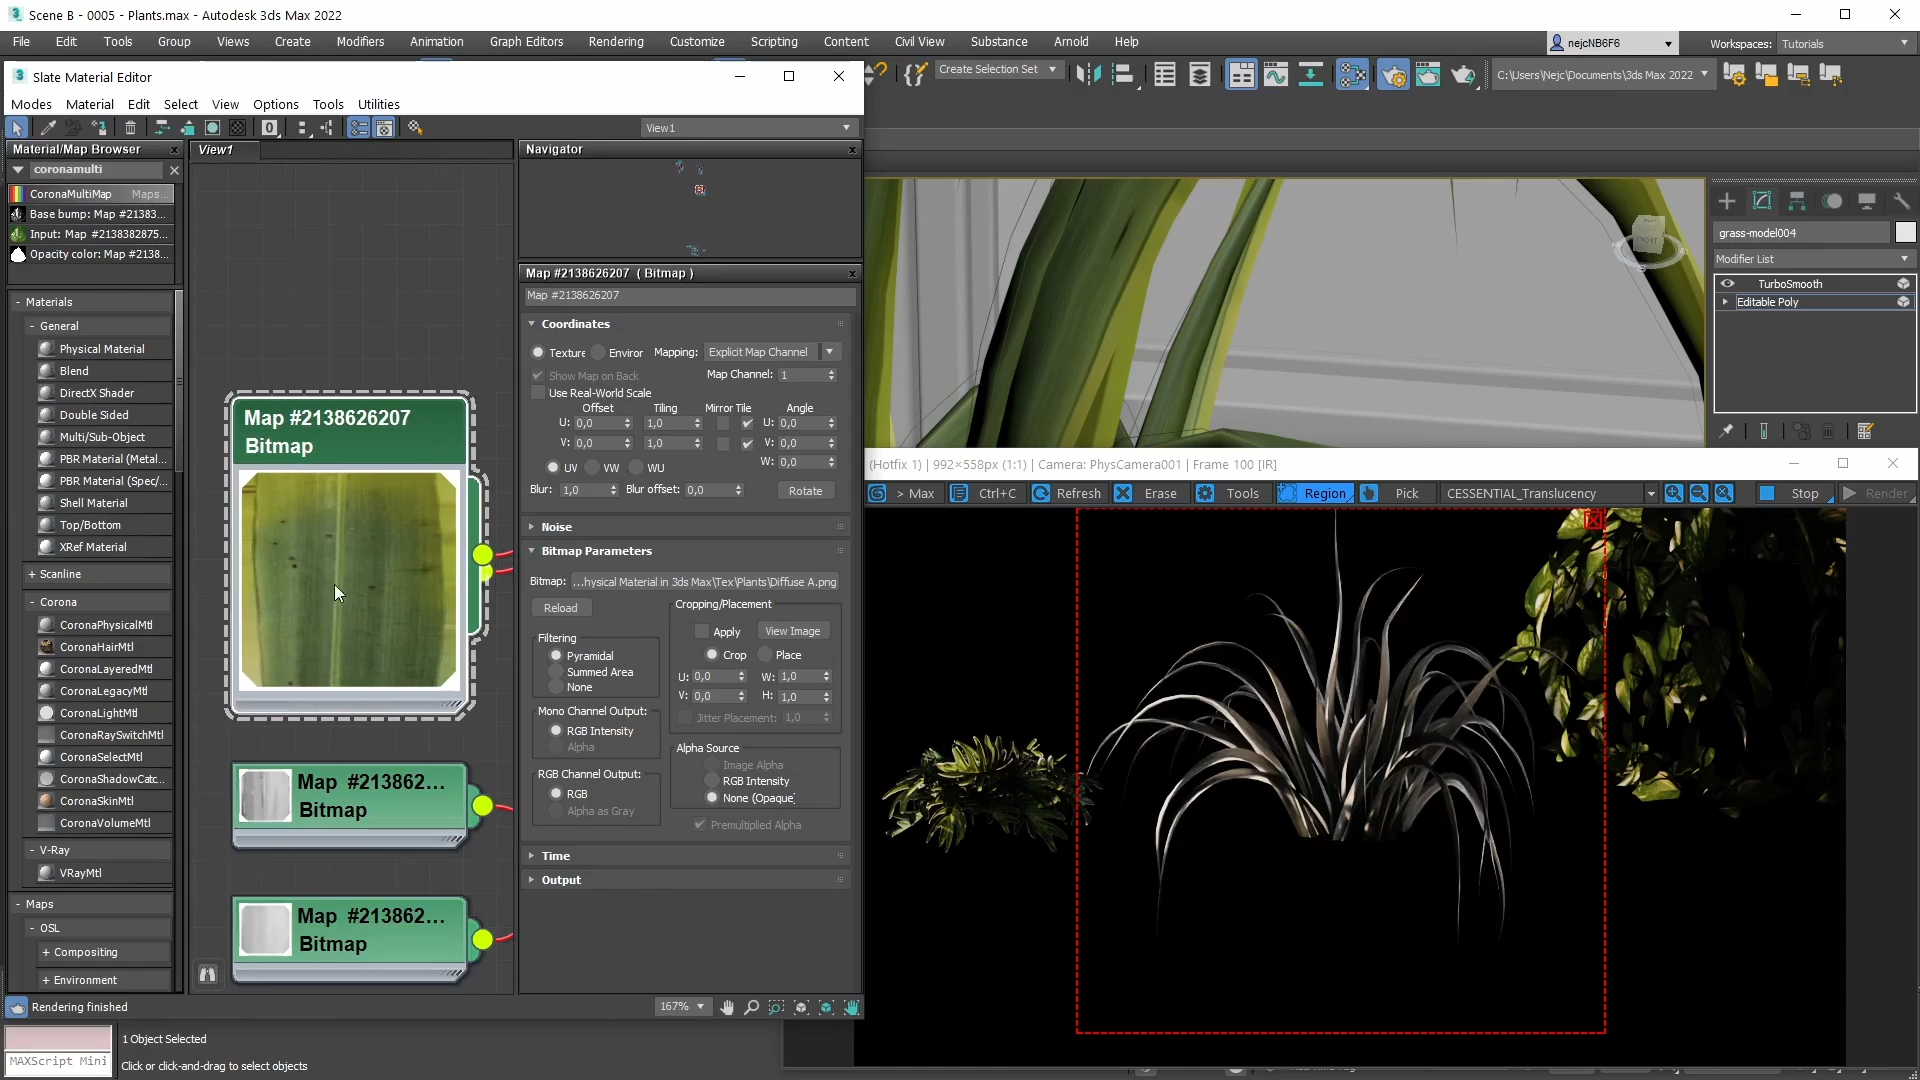 Scene B - 0005 - Plants.max - Autodesk 3ds Max 2022
File Edit Tools Group Views Create Modifiers Animation Graph Editors Rendering Customize Scripting Content Civil View Substance Arnold Help
nejcNB6F6
Workspaces: Tutorials
Create Selection Set
C:\Users\Nejc\Documents\3ds Max 2022
Slate Material Editor
Modes Material Edit Select View Options Tools Utilities
View1
Material/Map Browser
coronamulti
CoronaMultiMap Maps...
Base bump: Map #21383...
Input: Map #2138382875...
Opacity color: Map #2138...
- Materials
- General
Physical Material
Blend
DirectX Shader
Double Sided
Multi/Sub-Object
PBR Material (Metal...
PBR Material (Spec/...
Shell Material
Top/Bottom
XRef Material
+ Scanline
- Corona
CoronaPhysicalMtl
CoronaHairMtl
CoronaLayeredMtl
CoronaLegacyMtl
CoronaLightMtl
CoronaRaySwitchMtl
CoronaSelectMtl
CoronaShadowCatc...
CoronaSkinMtl
CoronaVolumeMtl
- V-Ray
VRayMtl
- Maps
- OSL
+ Compositing
+ Environment
View1
Map #2138626207
Bitmap
Map #213862...
Bitmap
Map #213862...
Bitmap
Navigator
Map #2138626207 ( Bitmap )
Map #2138626207
Coordinates
Texture Environ Mapping: Explicit Map Channel
Show Map on Back Map Channel: 1
Use Real-World Scale
Offset Tiling Mirror Tile Angle
U: 0,0 1,0 U: 0,0
V: 0,0 1,0 V: 0,0
W: 0,0
UV VW WU
Blur: 1,0 Blur offset: 0,0 Rotate
Noise
Bitmap Parameters
Bitmap: ...hysical Material in 3ds Max\Tex\Plants\Diffuse A.png
Reload
Cropping/Placement
Apply View Image
Crop Place
U: 0,0 W: 1,0
V: 0,0 H: 1,0
Jitter Placement: 1,0
Filtering
Pyramidal
Summed Area
None
Mono Channel Output:
RGB Intensity
Alpha
RGB Channel Output:
RGB
Alpha as Gray
Alpha Source
Image Alpha
RGB Intensity
None (Opaque)
Premultiplied Alpha
Time
Output
167%
Rendering finished
1 Object Selected
MAXScript Mini
Click or click-and-drag to select objects
FRONT
grass-model004
Modifier List
TurboSmooth
Editable Poly
(Hotfix 1) | 992×558px (1:1) | Camera: PhysCamera001 | Frame 100 [IR]
> Max Ctrl+C Refresh Erase Tools Region Pick CESSENTIAL_Translucency Stop Render